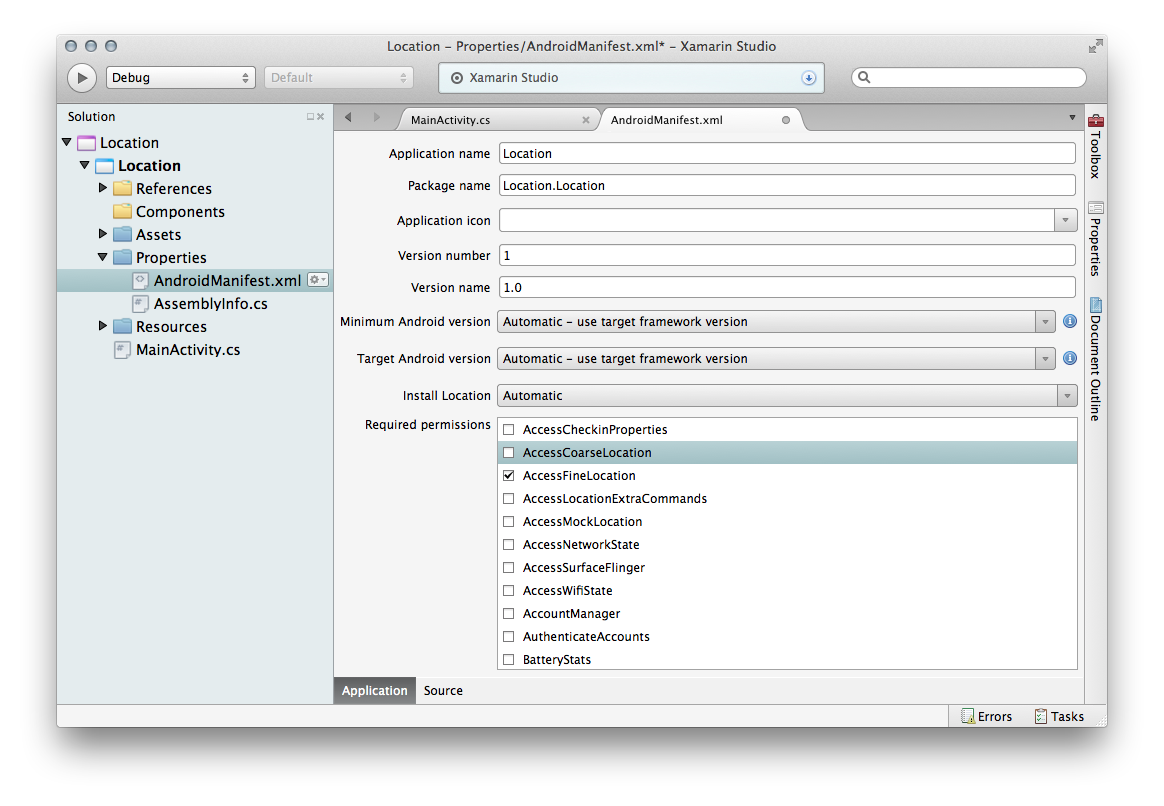 Location – Properties/AndroidManifest.xml* – Xamarin Studio
Debug
Default
Xamarin Studio
Solution
Location
Location
References
Components
Assets
Properties
AndroidManifest.xml
AssemblyInfo.cs
Resources
MainActivity.cs
MainActivity.cs
AndroidManifest.xml
Application name Location
Package name Location.Location
Application icon
Version number 1
Version name 1.0
Minimum Android version Automatic – use target framework version
Target Android version Automatic – use target framework version
Install Location Automatic
Required permissions
AccessCheckinProperties
AccessCoarseLocation
AccessFineLocation
AccessLocationExtraCommands
AccessMockLocation
AccessNetworkState
AccessSurfaceFlinger
AccessWifiState
AccountManager
AuthenticateAccounts
BatteryStats
Application Source
Toolbox
Properties
Document Outline
Errors Tasks